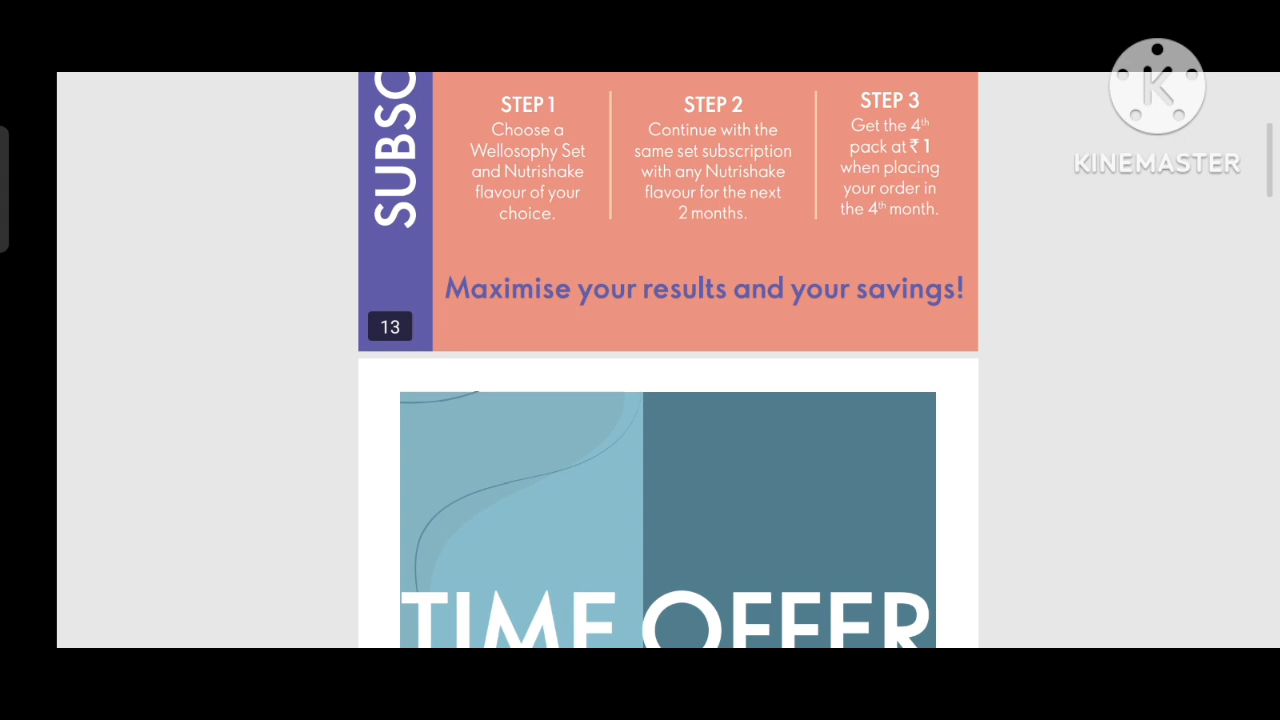 SUBSC
STEP 1
Choose a
Wellosophy Set
and Nutrishake
flavour of your
choice.
STEP 2
Continue with the
same set subscription
with any Nutrishake
flavour for the next
2 months.
STEP 3
Get the 4th
pack at ₹ 1
when placing
your order in
the 4th month.
Maximise your results and your savings!
13
TIME OFFER
K
KINEMASTER